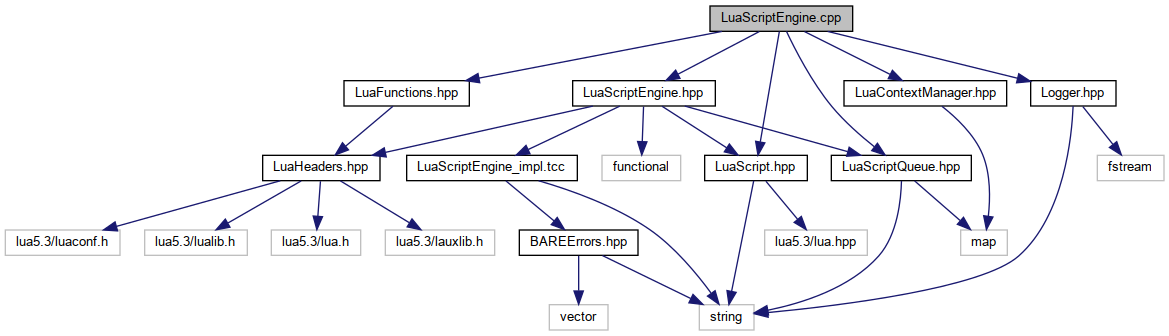 LuaScriptEngine.cpp
LuaFunctions.hpp
LuaScriptEngine.hpp
LuaContextManager.hpp
Logger.hpp
LuaHeaders.hpp
LuaScriptEngine_impl.tcc
functional
LuaScript.hpp
LuaScriptQueue.hpp
fstream
lua5.3/luaconf.h
lua5.3/lualib.h
lua5.3/lua.h
lua5.3/lauxlib.h
BAREErrors.hpp
lua5.3/lua.hpp
map
vector
string